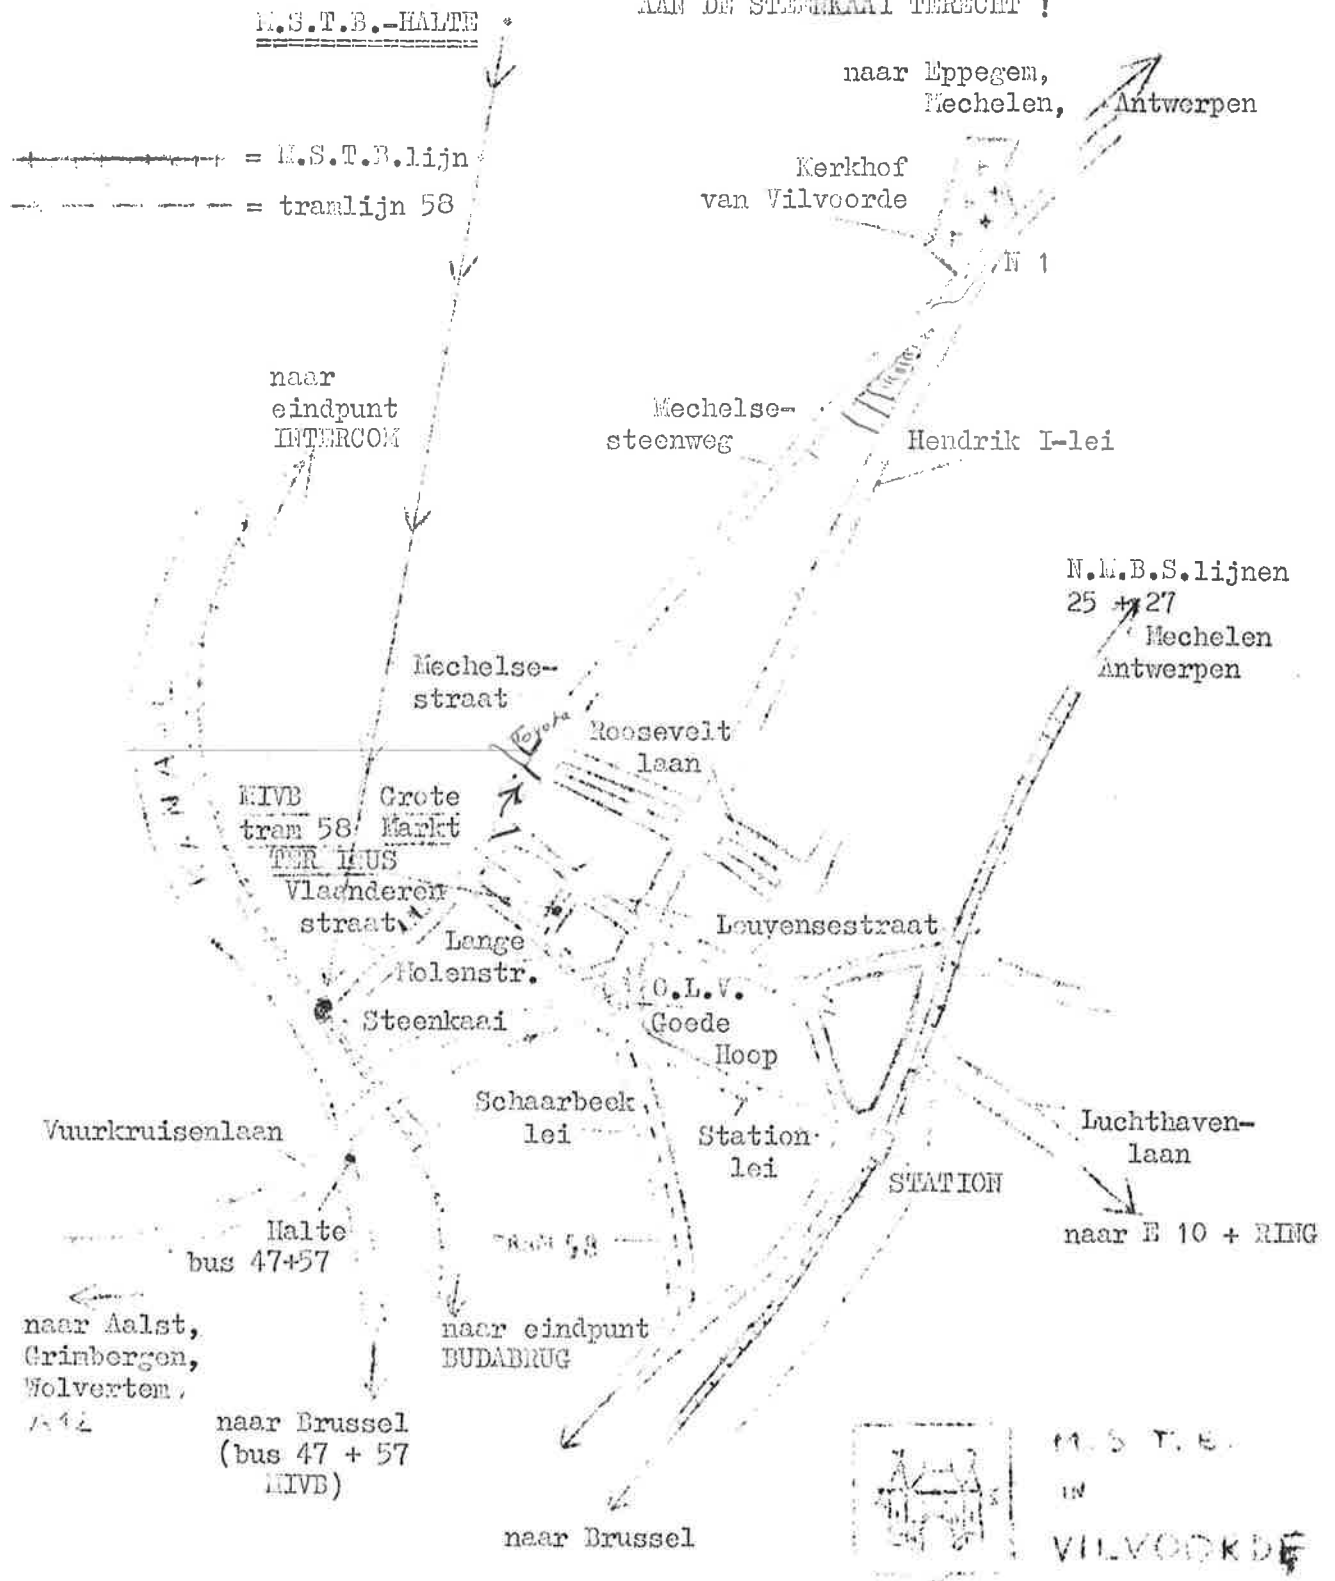 AAN DE STEENKAAI TERECHT !
M.S.T.B.-HALTE
naar Eppegem,
Mechelen, Antwerpen
= M.S.T.B.lijn
= tramlijn 58
Kerkhof
van Vilvoorde
N 1
naar
eindpunt
INTERCOM
Mechelse-
steenweg
Hendrik I-lei
N.M.B.S.lijnen
25 + 27
Mechelen
Antwerpen
Mechelse-
straat
Toyota
Roosevelt
laan
KANAAL
MIVB
tram 58
TERMINUS
Grote
Markt
Vlaanderen
straat
Lange
Molenstr.
Leuvensestraat
Steenkaai
O.L.V.
Goede
Hoop
Schaarbeek
lei
Station
lei
Vuurkruisenlaan
Luchthaven-
laan
STATION
Halte
bus 47+57
TRAM 58
naar E 10 + RING
naar Aalst,
Grimbergen,
Wolvertem,
A12
naar eindpunt
BUDABRUG
naar Brussel
(bus 47 + 57
MIVB)
naar Brussel
M.S.T.B.
IN
VILVOORDE